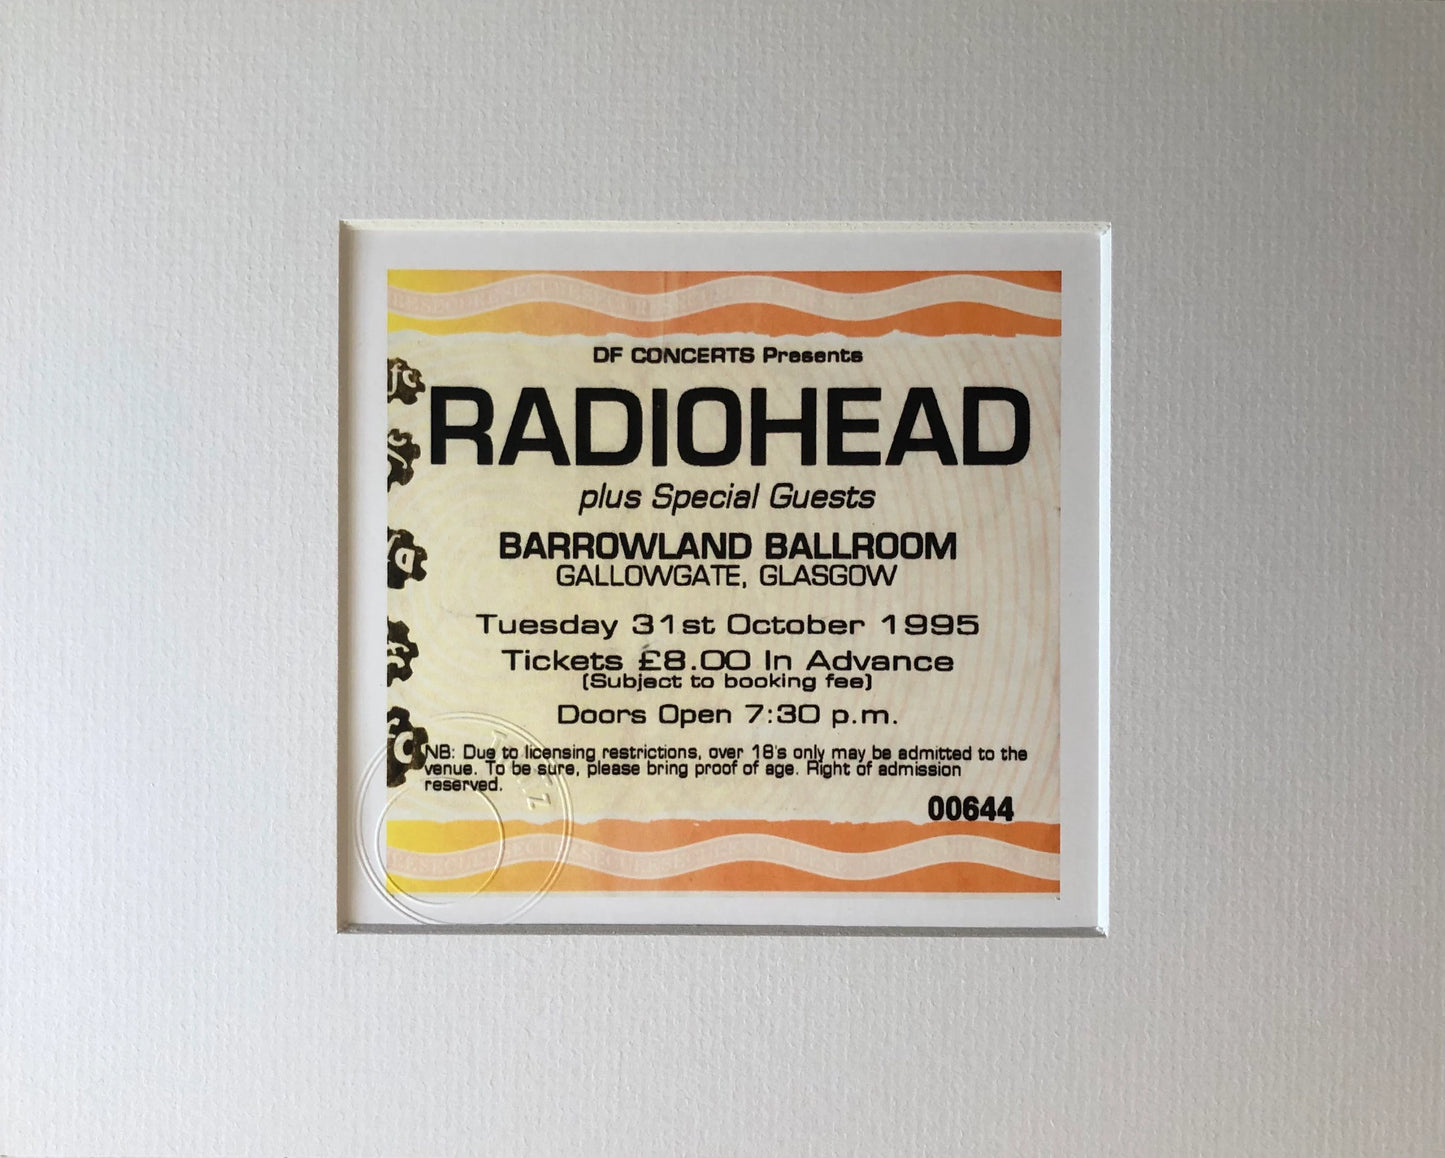 DF CONCERTS Presents
RADIOHEAD
plus Special Guests
BARROWLAND BALLROOM
GALLOWGATE, GLASGOW
Tuesday 31st October 1995
Tickets £8.00 In Advance
(Subject to booking fee)
Doors Open 7:30 p.m.
NB: Due to licensing restrictions, over 18's only may be admitted to the
venue. To be sure, please bring proof of age. Right of admission
reserved.
00644